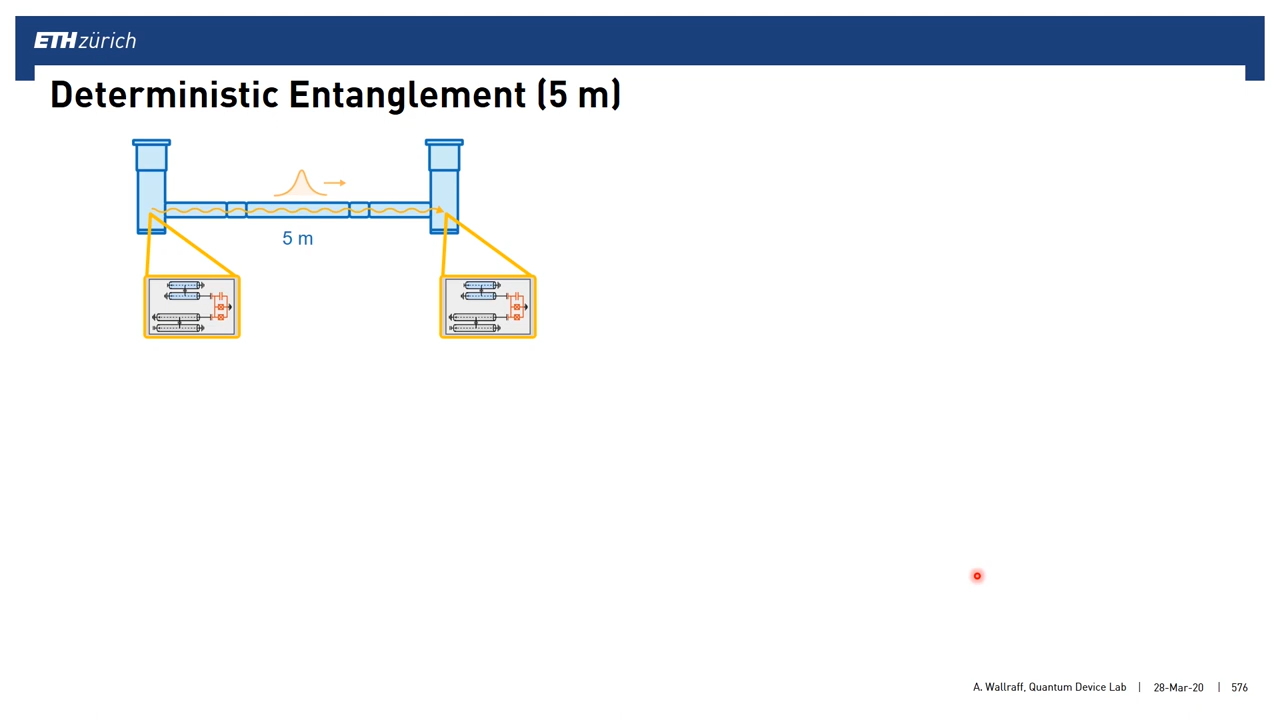 ETH zürich
Deterministic Entanglement (5 m)
5 m
A. Wallraff, Quantum Device Lab | 28-Mar-20 | 576